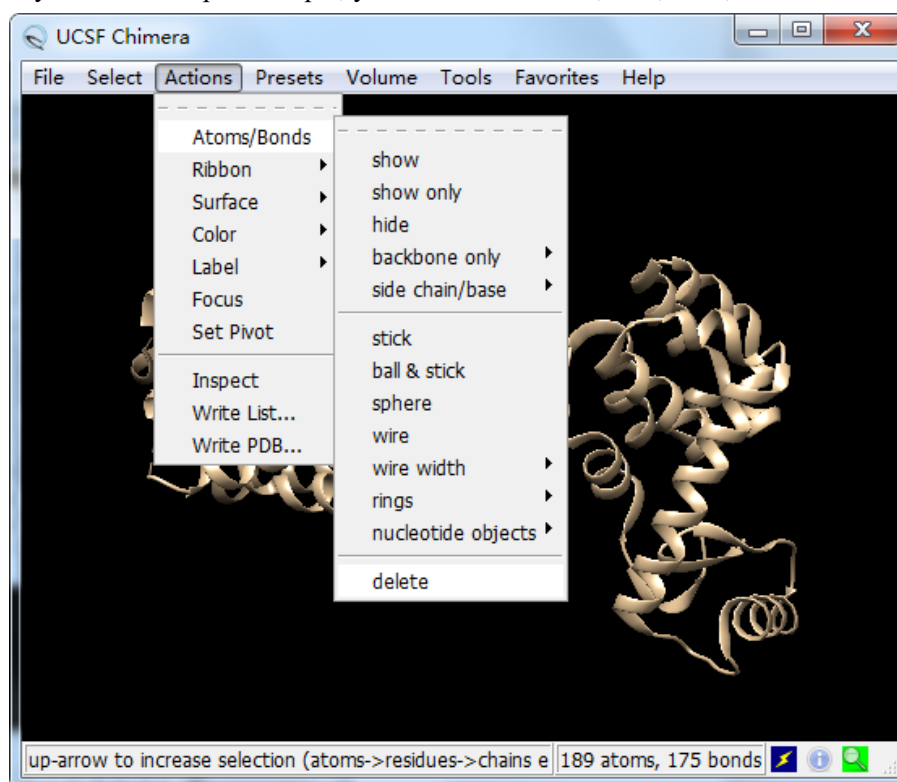 UCSF Chimera
File Select Actions Presets Volume Tools Favorites Help
Atoms/Bonds
Ribbon
Surface
Color
Label
Focus
Set Pivot
Inspect
Write List...
Write PDB...
show
show only
hide
backbone only
side chain/base
stick
ball & stick
sphere
wire
wire width
rings
nucleotide objects
delete
up-arrow to increase selection (atoms->residues->chains e
189 atoms, 175 bonds